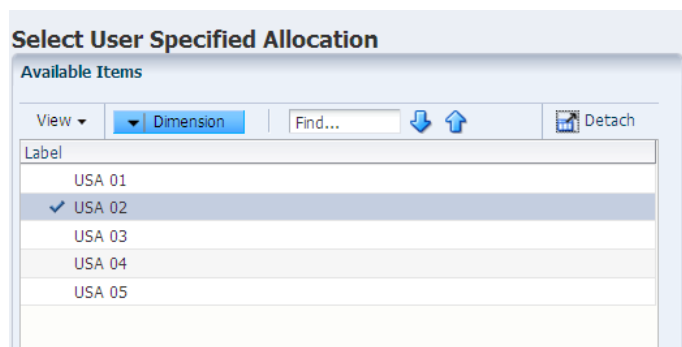 Select User Specified Allocation
Available Items
View Dimension Find... Detach
Label
USA 01
USA 02
USA 03
USA 04
USA 05